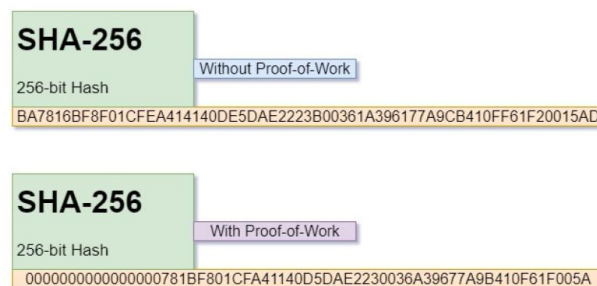 SHA-256
Without Proof-of-Work
256-bit Hash
BA7816BF8F01CFEA414140DE5DAE2223B00361A396177A9CB410FF61F20015AD
SHA-256
With Proof-of-Work
256-bit Hash
0000000000000000781BF801CFA41140D5DAE2230036A39677A9B410F61F005A